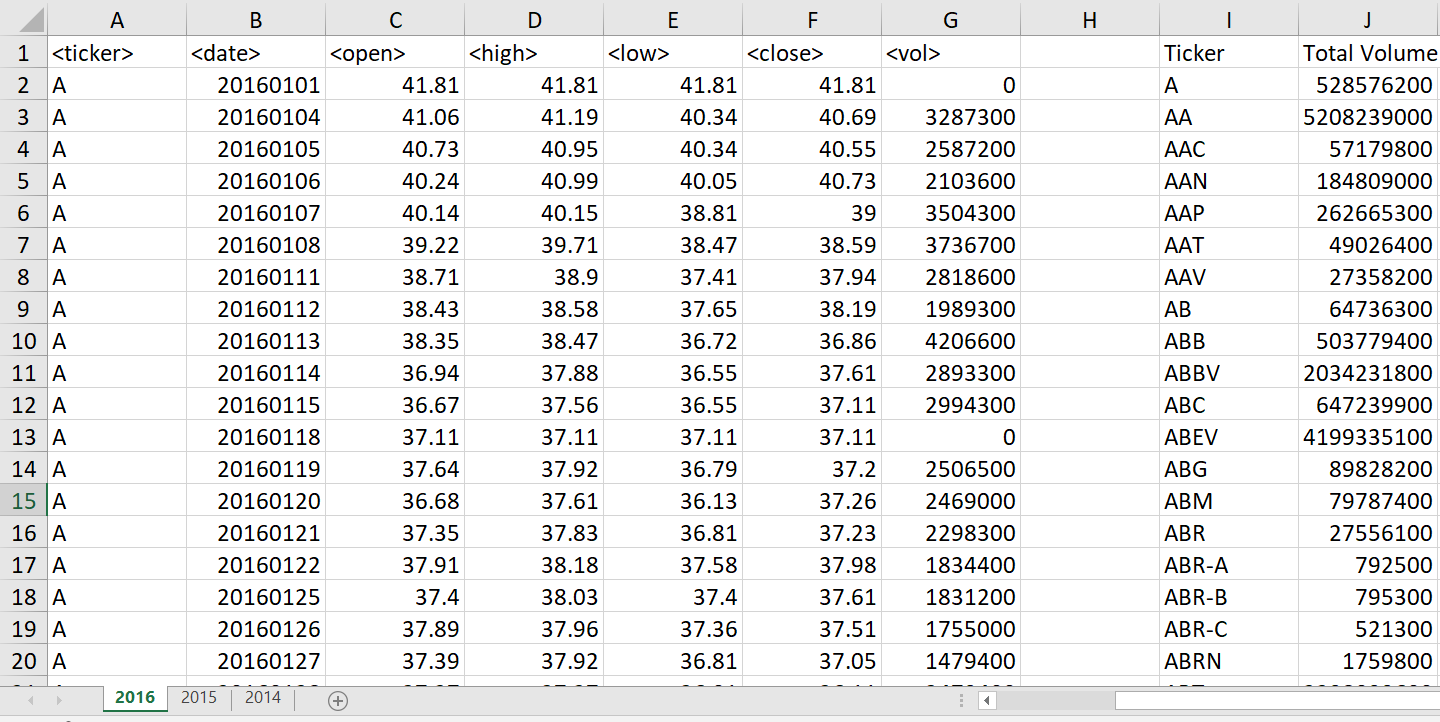 A B C D E F G H I J
1 <ticker> <date> <open> <high> <low> <close> <vol> Ticker Total Volume
2 A 20160101 41.81 41.81 41.81 41.81 0 A 528576200
3 A 20160104 41.06 41.19 40.34 40.69 3287300 AA 5208239000
4 A 20160105 40.73 40.95 40.34 40.55 2587200 AAC 57179800
5 A 20160106 40.24 40.99 40.05 40.73 2103600 AAN 184809000
6 A 20160107 40.14 40.15 38.81 39 3504300 AAP 262665300
7 A 20160108 39.22 39.71 38.47 38.59 3736700 AAT 49026400
8 A 20160111 38.71 38.9 37.41 37.94 2818600 AAV 27358200
9 A 20160112 38.43 38.58 37.65 38.19 1989300 AB 64736300
10 A 20160113 38.35 38.47 36.72 36.86 4206600 ABB 503779400
11 A 20160114 36.94 37.88 36.55 37.61 2893300 ABBV 2034231800
12 A 20160115 36.67 37.56 36.55 37.11 2994300 ABC 647239900
13 A 20160118 37.11 37.11 37.11 37.11 0 ABEV 4199335100
14 A 20160119 37.64 37.92 36.79 37.2 2506500 ABG 89828200
15 A 20160120 36.68 37.61 36.13 37.26 2469000 ABM 79787400
16 A 20160121 37.35 37.83 36.81 37.23 2298300 ABR 27556100
17 A 20160122 37.91 38.18 37.58 37.98 1834400 ABR-A 792500
18 A 20160125 37.4 38.03 37.4 37.61 1831200 ABR-B 795300
19 A 20160126 37.89 37.96 37.36 37.51 1755000 ABR-C 521300
20 A 20160127 37.39 37.92 36.81 37.05 1479400 ABRN 1759800
2016 2015 2014